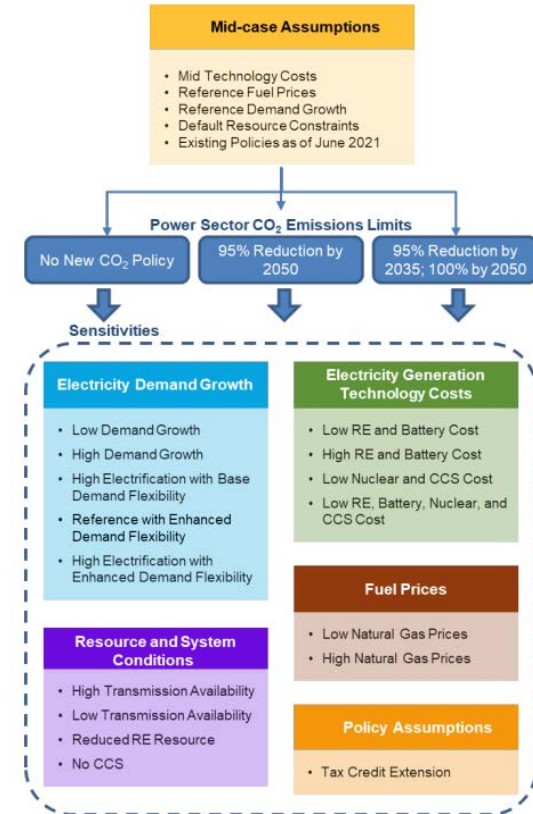 Mid-case Assumptions
• Mid Technology Costs
• Reference Fuel Prices
• Reference Demand Growth
• Default Resource Constraints
• Existing Policies as of June 2021
Power Sector CO₂ Emissions Limits
No New CO₂ Policy
95% Reduction by
2050
95% Reduction by
2035; 100% by 2050
Sensitivities
Electricity Demand Growth
• Low Demand Growth
• High Demand Growth
• High Electrification with Base
Demand Flexibility
• Reference with Enhanced
Demand Flexibility
• High Electrification with
Enhanced Demand Flexibility
Electricity Generation
Technology Costs
• Low RE and Battery Cost
• High RE and Battery Cost
• Low Nuclear and CCS Cost
• Low RE, Battery, Nuclear, and
CCS Cost
Fuel Prices
• Low Natural Gas Prices
• High Natural Gas Prices
Resource and System
Conditions
• High Transmission Availability
• Low Transmission Availability
• Reduced RE Resource
• No CCS
Policy Assumptions
• Tax Credit Extension